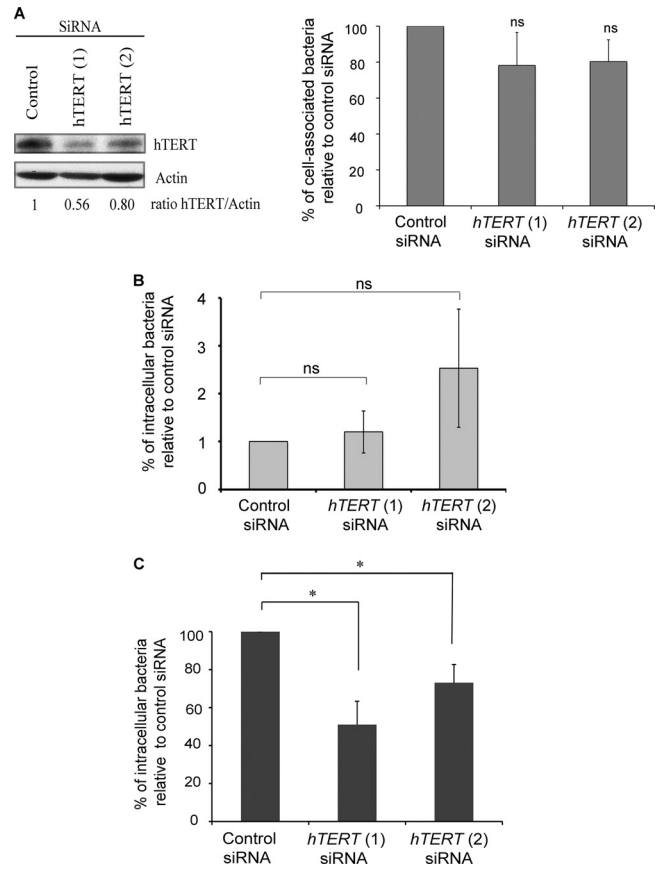 A
SiRNA
Control
hTERT (1)
hTERT (2)
hTERT
Actin
1 0.56 0.80 ratio hTERT/Actin
% of cell-associated bacteria
relative to control siRNA
100
80
60
40
20
0
ns
ns
Control
siRNA
hTERT (1)
siRNA
hTERT (2)
siRNA
B
% of intracellular bacteria
relative to control siRNA
4
3
2
1
0
ns
ns
Control
siRNA
hTERT (1)
siRNA
hTERT (2)
siRNA
C
% of intracellular bacteria
relative to control siRNA
100
80
60
40
20
0
*
*
Control
siRNA
hTERT (1)
siRNA
hTERT (2)
siRNA